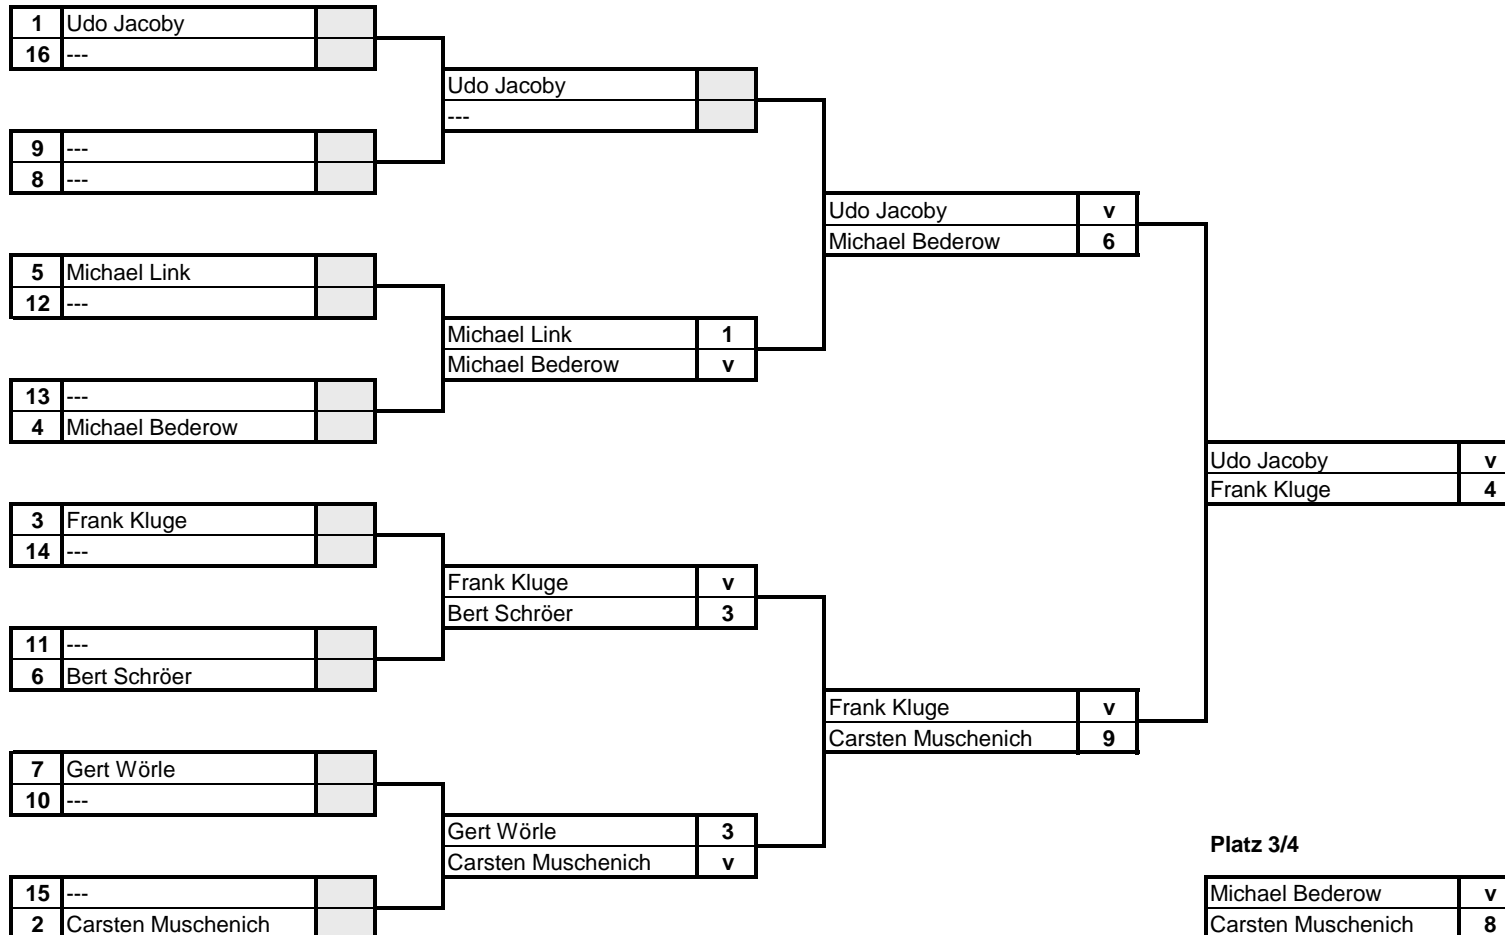 1 Udo Jacoby
16 ---
Udo Jacoby
---
9 ---
8 ---
Udo Jacoby v
Michael Bederow 6
5 Michael Link
12 ---
Michael Link 1
Michael Bederow v
13 ---
4 Michael Bederow
Udo Jacoby v
Frank Kluge 4
3 Frank Kluge
14 ---
Frank Kluge v
Bert Schröer 3
11 ---
6 Bert Schröer
Frank Kluge v
Carsten Muschenich 9
7 Gert Wörle
10 ---
Gert Wörle 3
Carsten Muschenich v
Platz 3/4
15 ---
2 Carsten Muschenich
Michael Bederow v
Carsten Muschenich 8